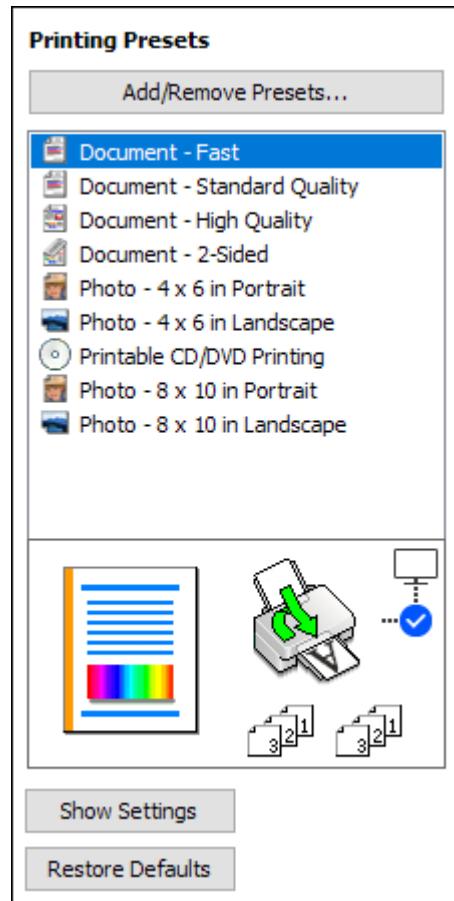 Printing Presets
Add/Remove Presets...
Document - Fast
Document - Standard Quality
Document - High Quality
Document - 2-Sided
Photo - 4 x 6 in Portrait
Photo - 4 x 6 in Landscape
Printable CD/DVD Printing
Photo - 8 x 10 in Portrait
Photo - 8 x 10 in Landscape
A
3 2 1 3 2 1
Show Settings
Restore Defaults